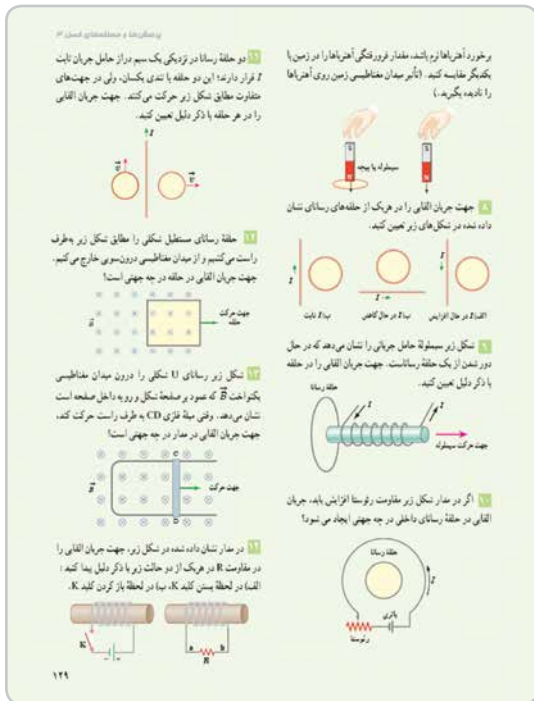 پرسش‌ها و مسئله‌های فصل ۳
برخورد آهنرباها نرم باشد، مقدار فرورفتگی آهنرباها را در زمین با
یکدیگر مقایسه کنید. (تأثیر میدان مغناطیسی زمین روی آهنرباها
را نادیده بگیرید.)
سیملوله یا پیچه
S
N
S
N
۸ جهت جریان القایی را در هریک از حلقه‌های رسانای نشان
داده شده در شکل‌های زیر تعیین کنید.
I
I
I
الف) I در حال افزایش
ب) I در حال کاهش
پ) I ثابت
۹ شکل زیر سیملولهٔ حامل جریانی را نشان می‌دهد که در حال
دور شدن از یک حلقهٔ رساناست. جهت جریان القایی را در حلقه
با ذکر دلیل تعیین کنید.
حلقهٔ رسانا
I
I
جهت حرکت سیملوله
۱۰ اگر در مدار شکل زیر مقاومت رئوستا افزایش یابد، جریان
القایی در حلقهٔ رسانای داخلی در چه جهتی ایجاد می شود؟
حلقهٔ رسانا
I
باتری
رئوستا
۱۱ دو حلقهٔ رسانا در نزدیکی یک سیم دراز حامل جریان ثابت
I قرار دارند؛ این دو حلقه با تندی یکسان، ولی در جهت‌های
متفاوت مطابق شکل زیر حرکت می‌کنند. جهت جریان القایی
را در هر حلقه با ذکر دلیل تعیین کنید.
I
v
v
۱۲ حلقهٔ رسانای مستطیل شکلی را مطابق شکل زیر به‌طرف
راست می‌کشیم و از میدان مغناطیسی درون‌سویی خارج می‌کنیم.
جهت جریان القایی در حلقه در چه جهتی است؟
B
جهت حرکت
حلقه
۱۳ شکل زیر رسانای U شکلی را درون میدان مغناطیسی
یکنواخت B که عمود بر صفحهٔ شکل و رو به داخل صفحه است
نشان می‌دهد. وقتی میلهٔ فلزی CD به طرف راست حرکت کند،
جهت جریان القایی در مدار در چه جهتی است؟
C
B
جهت حرکت
D
۱۴ در مدار نشان داده شده در شکل زیر، جهت جریان القایی را
در مقاومت R در هریک از دو حالت زیر با ذکر دلیل پیدا کنید :
الف) در لحظهٔ بستن کلید K، ب) در لحظهٔ باز کردن کلید K.
K
- +
a
b
R
۱۲۹